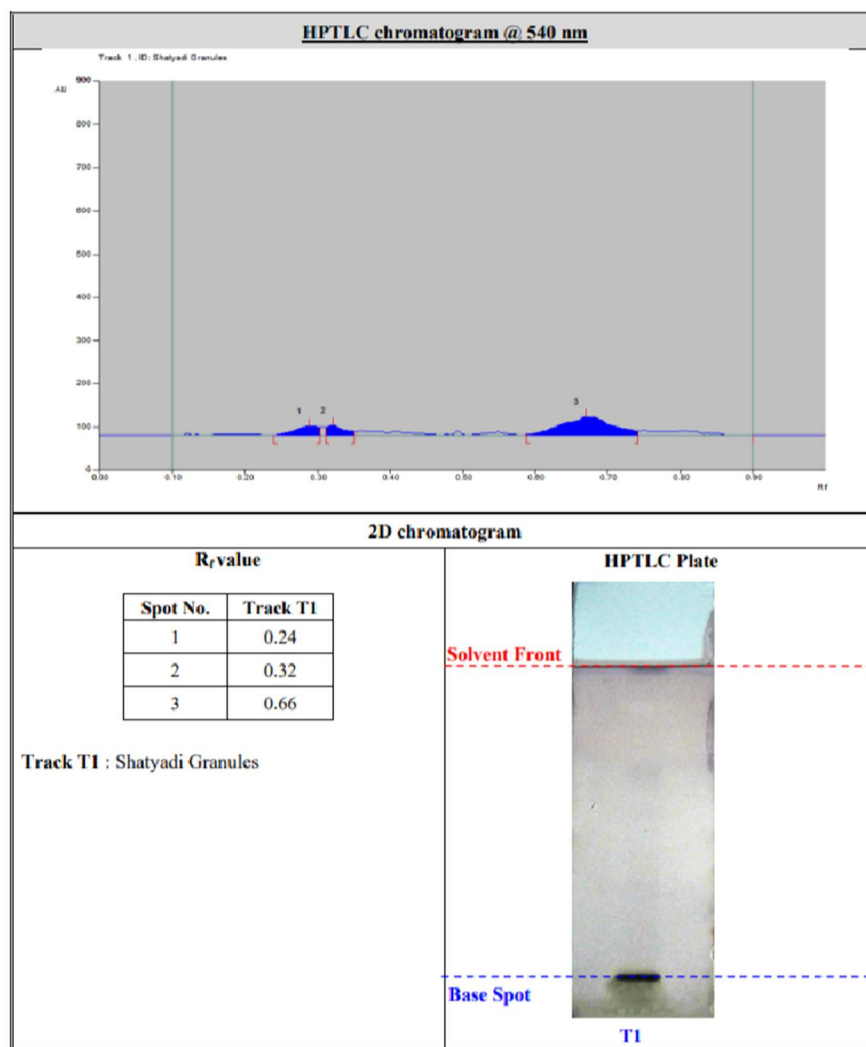 HPTLC chromatogram @ 540 nm
Track 1 , ID: Shatyadi Granules
AU
900
800
700
600
500
400
300
200
100
0
1
2
3
0.00 0.10 0.20 0.30 0.40 0.50 0.60 0.70 0.80 0.90
Rf
2D chromatogram
Rf value
Spot No. Track T1
1 0.24
2 0.32
3 0.66
Track T1 : Shatyadi Granules
HPTLC Plate
Solvent Front
Base Spot
T1